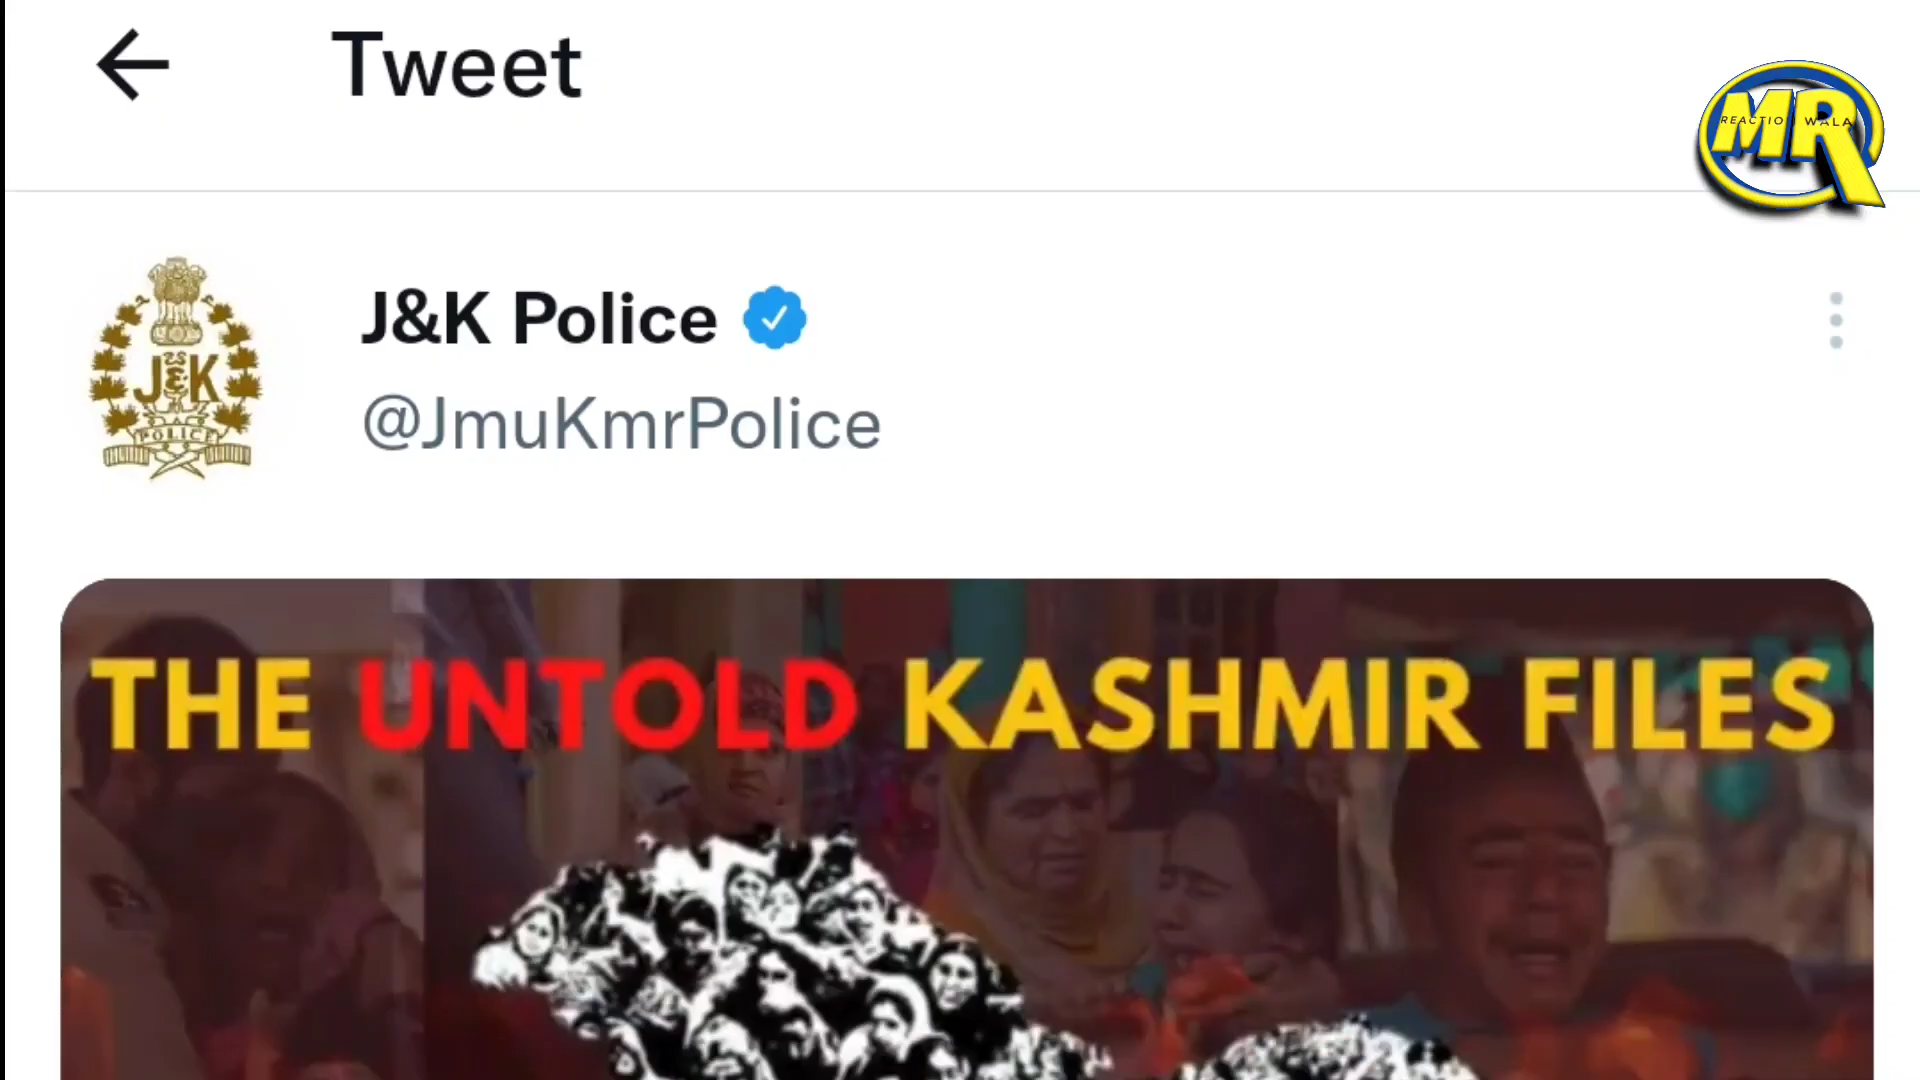 Tweet
MR
REACTION WALA
J&K Police
@JmuKmrPolice
J&K
POLICE
THE UNTOLD KASHMIR FILES